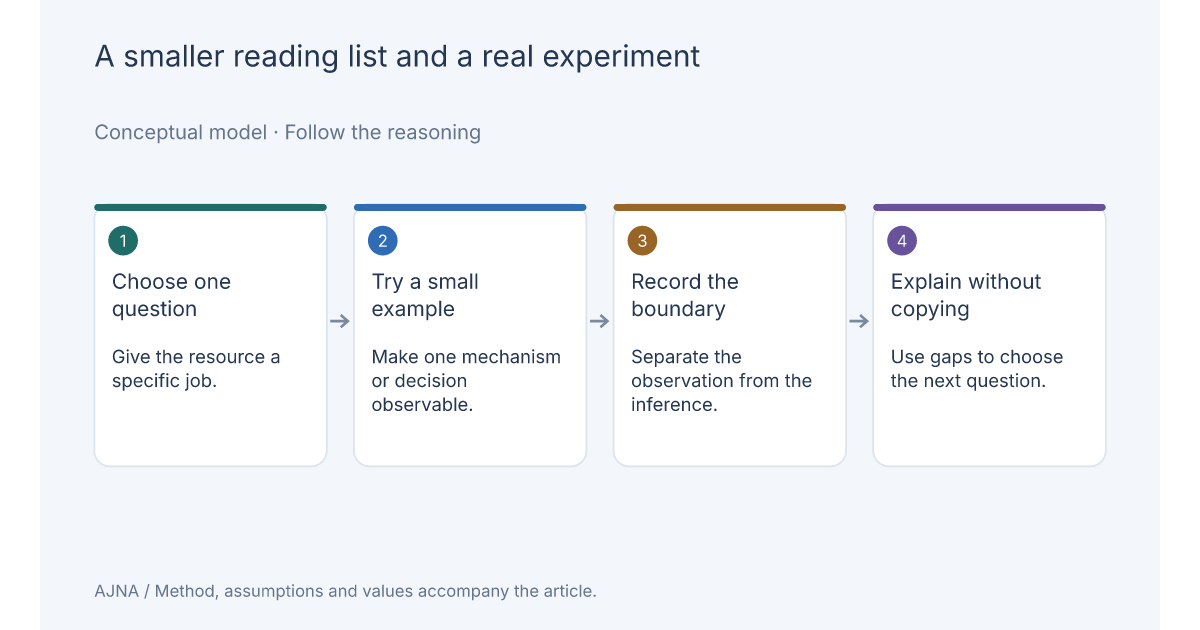 A smaller reading list and a real experiment
Conceptual model · Follow the reasoning
1
Choose one
question
Give the resource a
specific job.
2
Try a small
example
Make one mechanism
or decision
observable.
3
Record the
boundary
Separate the
observation from the
inference.
4
Explain without
copying
Use gaps to choose
the next question.
AJNA / Method, assumptions and values accompany the article.